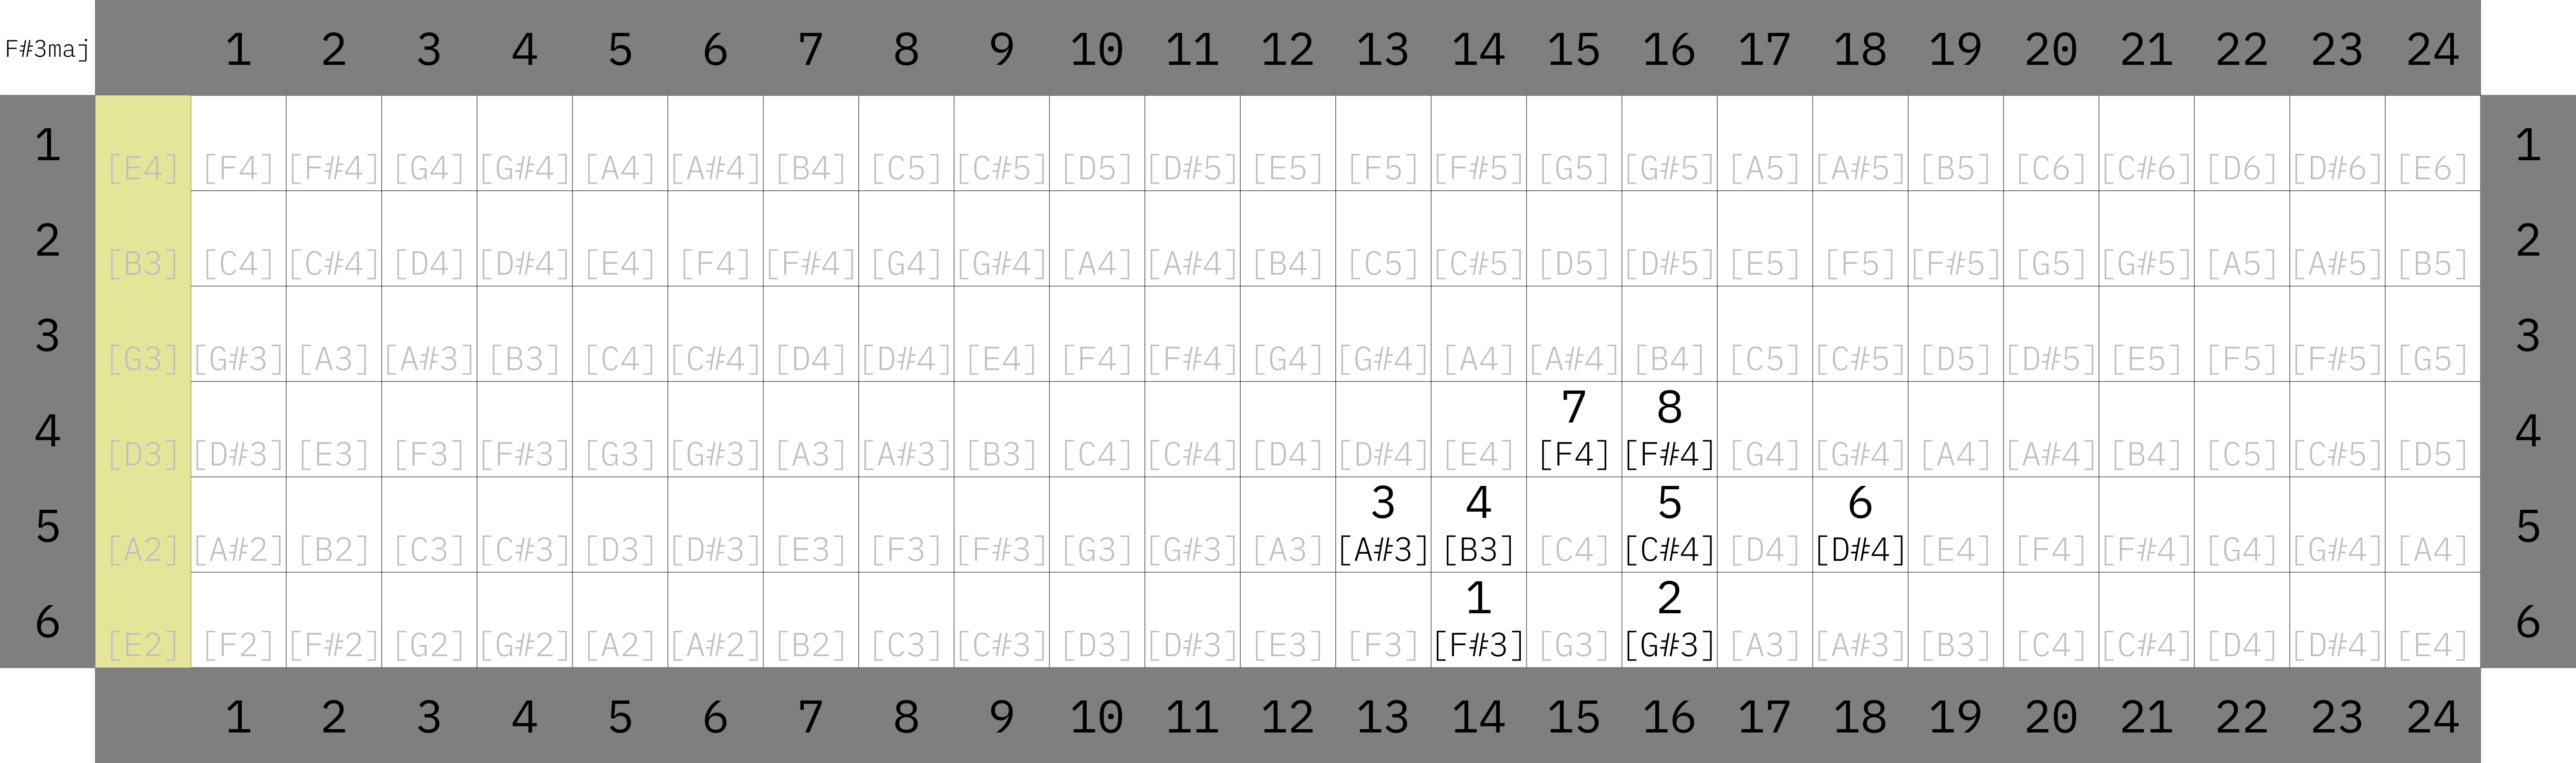 F#3maj 1 2 3 4 5 6 7 8 9 10 11 12 13 14 15 16 17 18 19 20 21 22 23 24
1 [E4] [F4] [F#4] [G4] [G#4] [A4] [A#4] [B4] [C5] [C#5] [D5] [D#5] [E5] [F5] [F#5] [G5] [G#5] [A5] [A#5] [B5] [C6] [C#6] [D6] [D#6] [E6] 1
2 [B3] [C4] [C#4] [D4] [D#4] [E4] [F4] [F#4] [G4] [G#4] [A4] [A#4] [B4] [C5] [C#5] [D5] [D#5] [E5] [F5] [F#5] [G5] [G#5] [A5] [A#5] [B5] 2
3 [G3] [G#3] [A3] [A#3] [B3] [C4] [C#4] [D4] [D#4] [E4] [F4] [F#4] [G4] [G#4] [A4] [A#4] [B4] [C5] [C#5] [D5] [D#5] [E5] [F5] [F#5] [G5] 3
7 8
4 [D3] [D#3] [E3] [F3] [F#3] [G3] [G#3] [A3] [A#3] [B3] [C4] [C#4] [D4] [D#4] [E4] [F4] [F#4] [G4] [G#4] [A4] [A#4] [B4] [C5] [C#5] [D5] 4
3 4 5 6
5 [A2] [A#2] [B2] [C3] [C#3] [D3] [D#3] [E3] [F3] [F#3] [G3] [G#3] [A3] [A#3] [B3] [C4] [C#4] [D4] [D#4] [E4] [F4] [F#4] [G4] [G#4] [A4] 5
1 2
6 [E2] [F2] [F#2] [G2] [G#2] [A2] [A#2] [B2] [C3] [C#3] [D3] [D#3] [E3] [F3] [F#3] [G3] [G#3] [A3] [A#3] [B3] [C4] [C#4] [D4] [D#4] [E4] 6
1 2 3 4 5 6 7 8 9 10 11 12 13 14 15 16 17 18 19 20 21 22 23 24